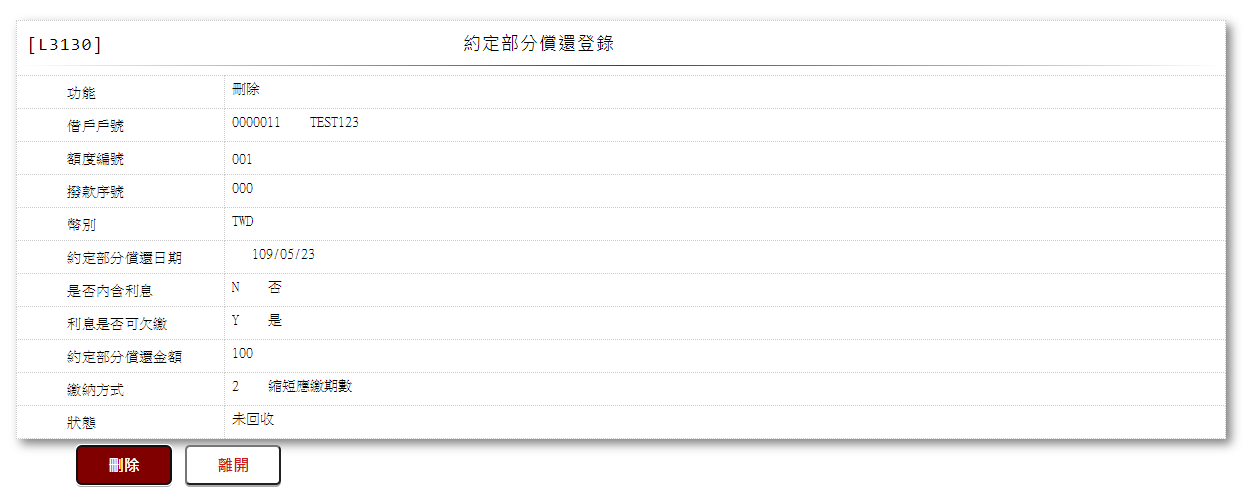 [L3130] 約定部分償還登錄
功能 刪除
借戶戶號 0000011 TEST123
額度編號 001
撥款序號 000
幣別 TWD
約定部分償還日期 109/05/23
是否內含利息 N 否
利息是否可欠繳 Y 是
約定部分償還金額 100
繳納方式 2 縮短應繳期數
狀態 未回收
刪除 離開